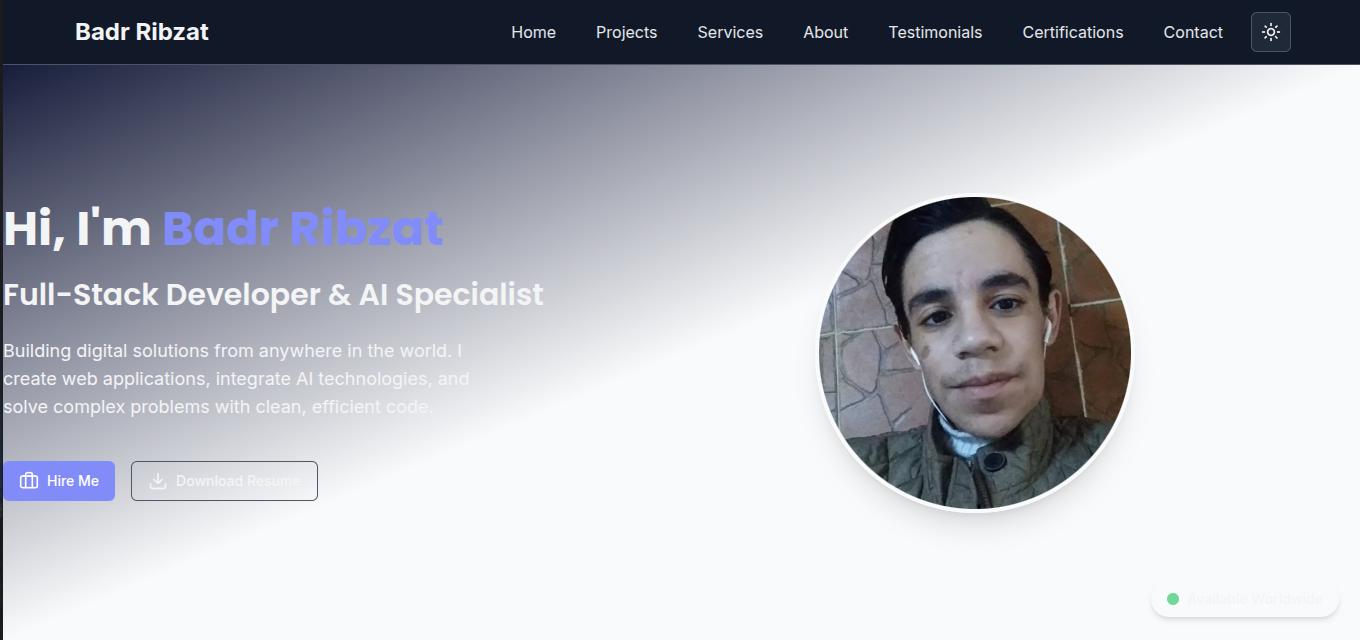 Badr Ribzat
Home
Projects
Services
About
Testimonials
Certifications
Contact
Hi, I'm Badr Ribzat
Full-Stack Developer & AI Specialist
Building digital solutions from anywhere in the world. I
create web applications, integrate AI technologies, and
solve complex problems with clean, efficient code.
Hire Me
Download Resume
Available Worldwide